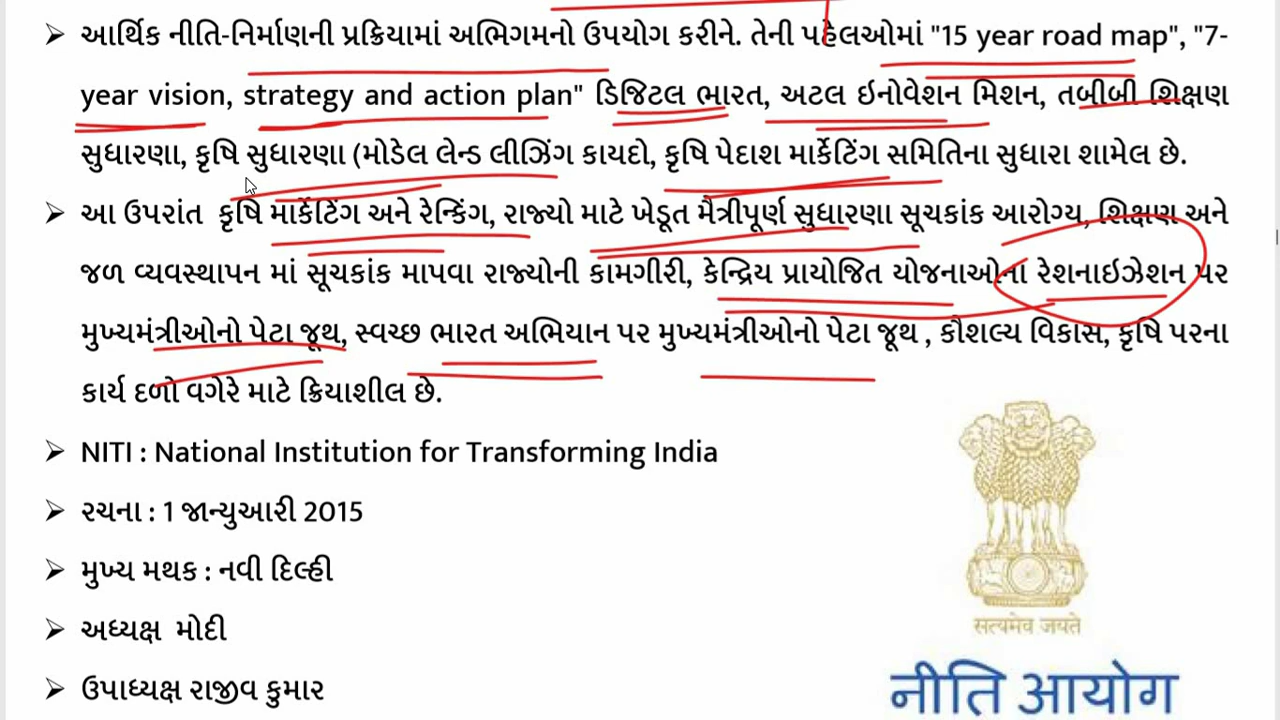 ➢ આર્થિક નીતિ-નિર્માણની પ્રક્રિયામાં અભિગમનો ઉપયોગ કરીને. તેની પહેલઓમાં "15 year road map", "7-
year vision, strategy and action plan" ડિજિટલ ભારત, અટલ ઇનોવેશન મિશન, તબીબી શિક્ષણ
સુધારણા, કૃષિ સુધારણા (મોડેલ લેન્ડ લીઝિંગ કાયદો, કૃષિ પેદાશ માર્કેટિંગ સમિતિના સુધારા શામેલ છે.
➢ આ ઉપરાંત કૃષિ માર્કેટિંગ અને રેન્કિંગ, રાજ્યો માટે ખેડૂત મૈત્રીપૂર્ણ સુધારણા સૂચકાંક આરોગ્ય, શિક્ષણ અને
જળ વ્યવસ્થાપન માં સૂચકાંક માપવા રાજ્યોની કામગીરી, કેન્દ્રિય પ્રાયોજિત યોજનાઓના રેશનાઇઝેશન પર
મુખ્યમંત્રીઓનો પેટા જૂથ, સ્વચ્છ ભારત અભિયાન પર મુખ્યમંત્રીઓનો પેટા જૂથ , કૌશલ્ય વિકાસ, કૃષિ પરના
કાર્ય દળો વગેરે માટે ક્રિયાશીલ છે.
➢ NITI : National Institution for Transforming India
➢ રચના : 1 જાન્યુઆરી 2015
➢ મુખ્ય મથક : નવી દિલ્હી
➢ અધ્યક્ષ મોદી
➢ ઉપાધ્યક્ષ રાજીવ કુમાર
सत्यमेव जयते
नीति आयोग